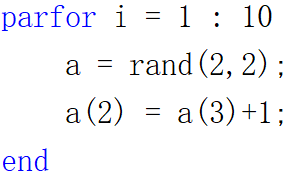 parfor i = 1 : 10
    a = rand(2,2);
    a(2) = a(3)+1;
end